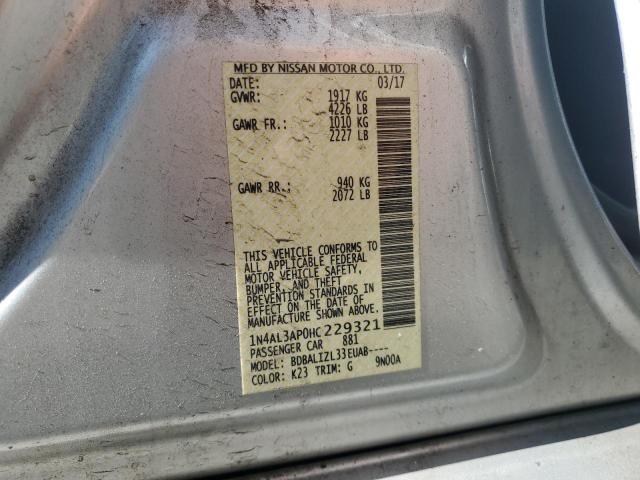 MFD BY NISSAN MOTOR CO., LTD.
DATE: 03/17
GVWR: 1917 KG
4226 LB
GAWR FR.: 1010 KG
2227 LB
GAWR RR.: 940 KG
2072 LB
THIS VEHICLE CONFORMS TO
ALL APPLICABLE FEDERAL
MOTOR VEHICLE SAFETY,
BUMPER, AND THEFT
PREVENTION STANDARDS IN
EFFECT ON THE DATE OF
MANUFACTURE SHOWN ABOVE.
1N4AL3AP0HC229321
PASSENGER CAR 881
MODEL: BDBALIZL33EUAB----
COLOR: K23 TRIM: G 9N00A